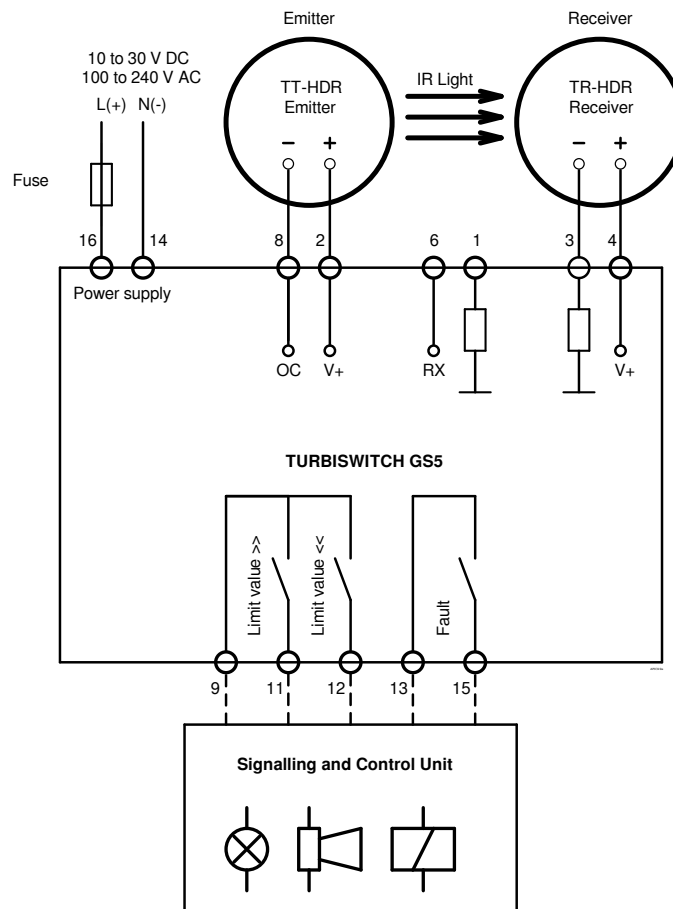 Emitter
Receiver
10 to 30 V DC
100 to 240 V AC
L(+) N(-)
TT-HDR
Emitter
IR Light
TR-HDR
Receiver
– +
– +
Fuse
16 14 8 2 6 1 3 4
Power supply
OC V+ RX V+
TURBISWITCH GS5
Limit value >>
Limit value <<
Fault
9 11 12 13 15
Signalling and Control Unit